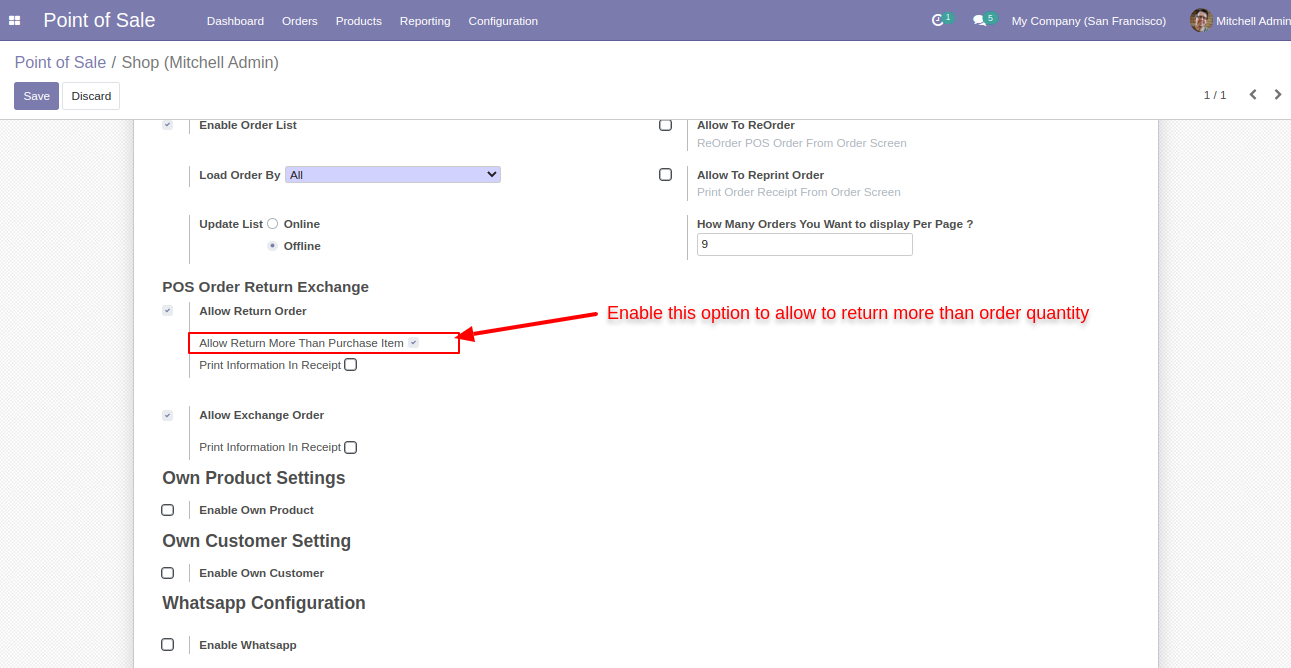 Point of Sale Dashboard Orders Products Reporting Configuration 1 5 My Company (San Francisco) Mitchell Admin
Point of Sale / Shop (Mitchell Admin)
Save Discard 1 / 1
Enable Order List
Allow To ReOrder
ReOrder POS Order From Order Screen
Load Order By All
Allow To Reprint Order
Print Order Receipt From Order Screen
Update List Online
Offline
How Many Orders You Want to display Per Page ?
9
POS Order Return Exchange
Allow Return Order
Enable this option to allow to return more than order quantity
Allow Return More Than Purchase Item
Print Information In Receipt
Allow Exchange Order
Print Information In Receipt
Own Product Settings
Enable Own Product
Own Customer Setting
Enable Own Customer
Whatsapp Configuration
Enable Whatsapp